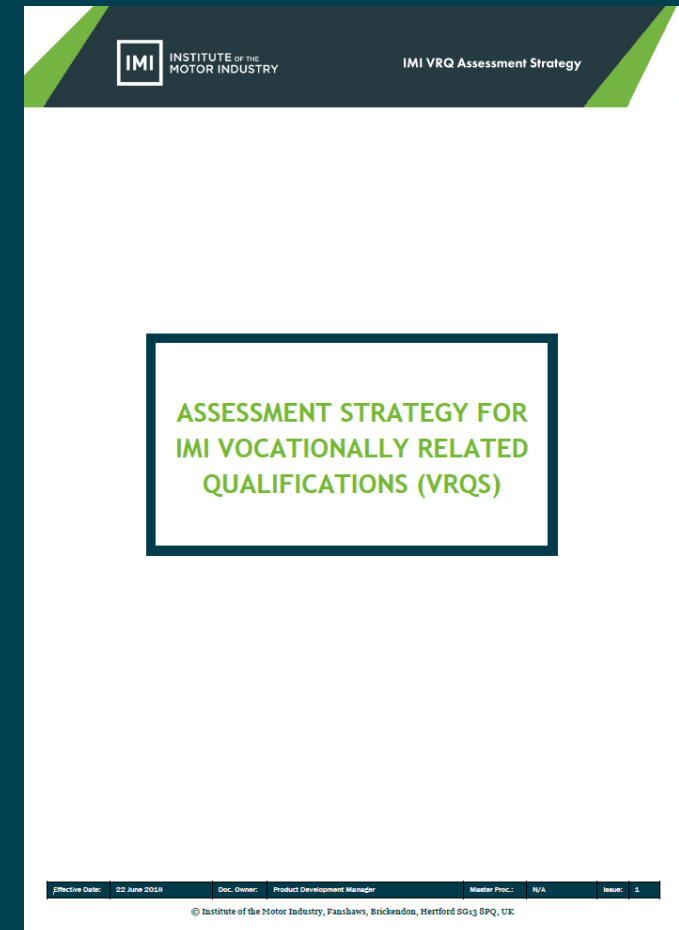 IMI
INSTITUTE OF THE
MOTOR INDUSTRY
IMI VRQ Assessment Strategy
ASSESSMENT STRATEGY FOR
IMI VOCATIONALLY RELATED
QUALIFICATIONS (VRQS)
Effective Date: 22 June 2018 Doc. Owner: Product Development Manager Master Proc.: N/A Issue: 1
© Institute of the Motor Industry, Fanshaws, Brickendon, Hertford SG13 8PQ, UK